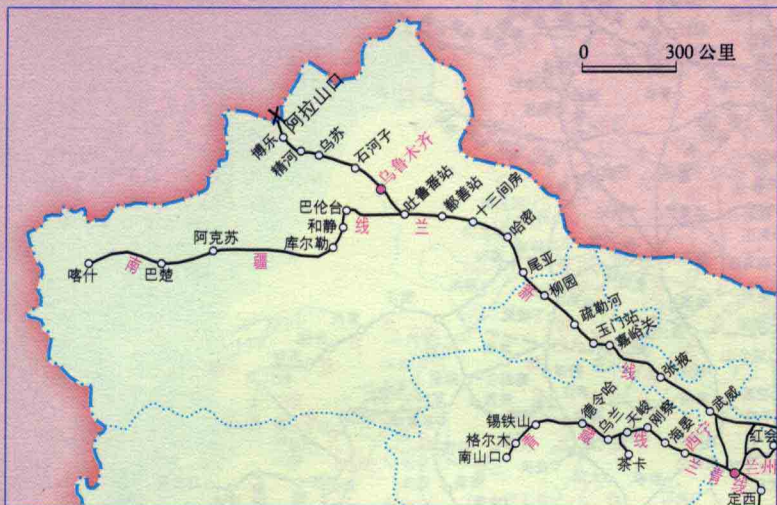 0 300 公里
阿拉山口
博乐
精河
乌苏
石河子
乌鲁木齐
吐鲁番站
鄯善站
十三间房
哈密
尾亚
柳园
疏勒河
玉门站
嘉峪关
张掖
武威
巴伦台
和静
库尔勒
阿克苏
巴楚
喀什
南
疆
线
兰
新
线
锡铁山
格尔木
南山口
德令哈
乌兰
天峻
刚察
海晏
西宁
茶卡
青
藏
线
兰
青
线
红会
兰州
定西